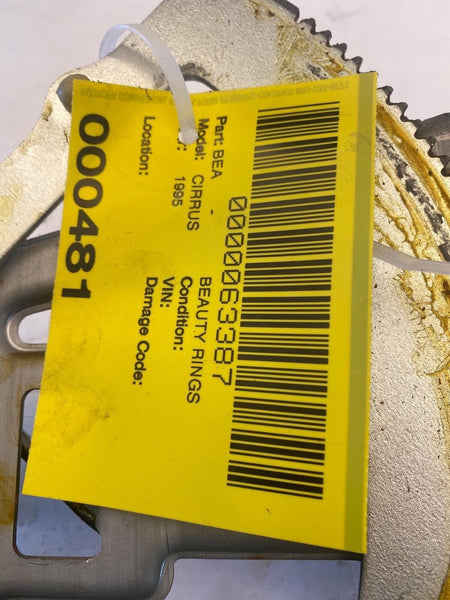 0000063387
Part: BEA - BEAUTY RINGS
Model: CIRRUS Condition:
: 1995 VIN:
Location: Damage Code:
000481